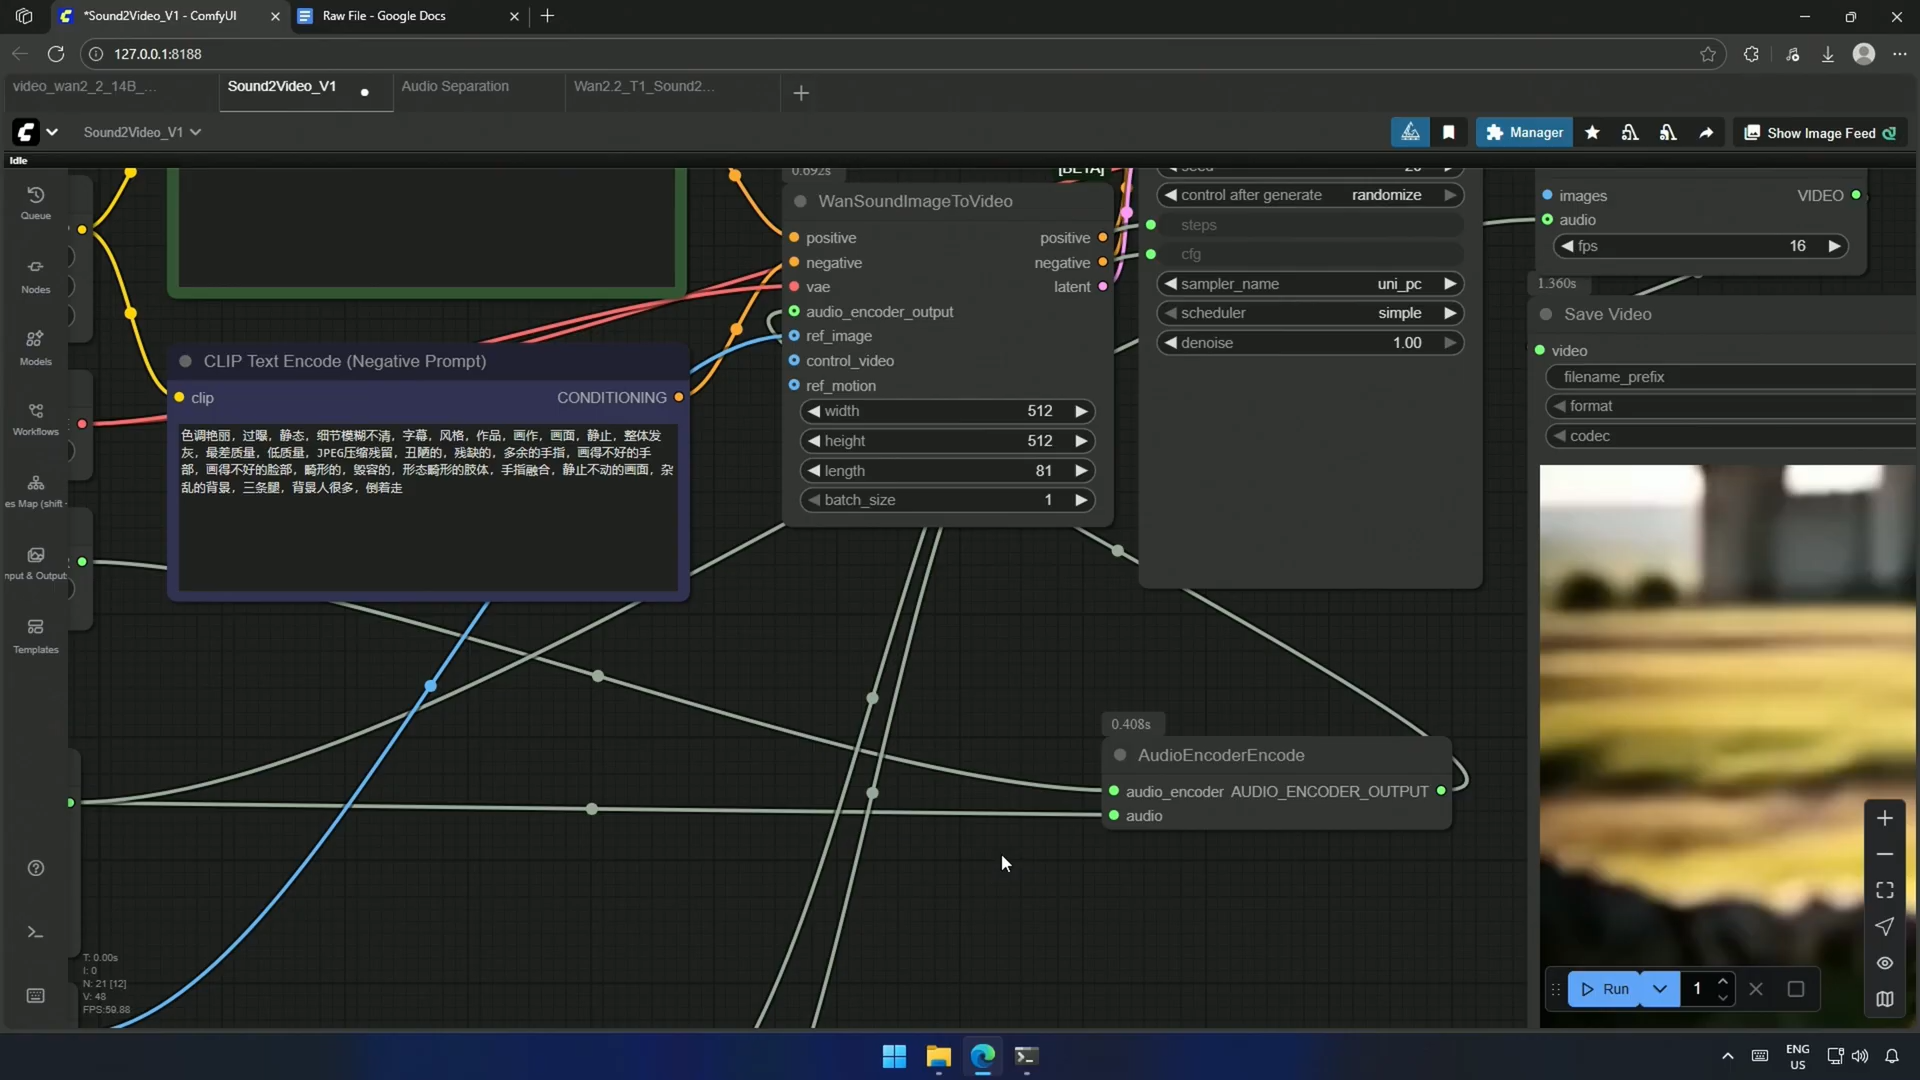 *Sound2Video_V1 - ComfyUI
Raw File - Google Docs
127.0.0.1:8188
video_wan2_2_14B_...
Sound2Video_V1
Audio Separation
Wan2.2_T1_Sound2...
Sound2Video_V1
Manager
Show Image Feed
Idle
Queue
Nodes
Models
Workflows
es Map (shift
nput & Output
Templates
CLIP Text Encode (Negative Prompt)
clip
CONDITIONING
色调艳丽，过曝，静态，细节模糊不清，字幕，风格，作品，画作，画面，静止，整体发
灰，最差质量，低质量，JPEG压缩残留，丑陋的，残缺的，多余的手指，画得不好的手
部，画得不好的脸部，畸形的，毁容的，形态畸形的肢体，手指融合，静止不动的画面，杂
乱的背景，三条腿，背景人很多，倒着走
0.692s
[BETA]
WanSoundImageToVideo
positive
positive
negative
negative
vae
latent
audio_encoder_output
ref_image
control_video
ref_motion
width 512
height 512
length 81
batch_size 1
seed 20
control after generate randomize
steps
cfg
sampler_name uni_pc
scheduler simple
denoise 1.00
images
VIDEO
audio
fps 16
1.360s
Save Video
video
filename_prefix
format
codec
0.408s
AudioEncoderEncode
audio_encoder AUDIO_ENCODER_OUTPUT
audio
T: 0.00s
I: 0
N: 21 [12]
V: 48
FPS:59.88
Run
1
ENG
US